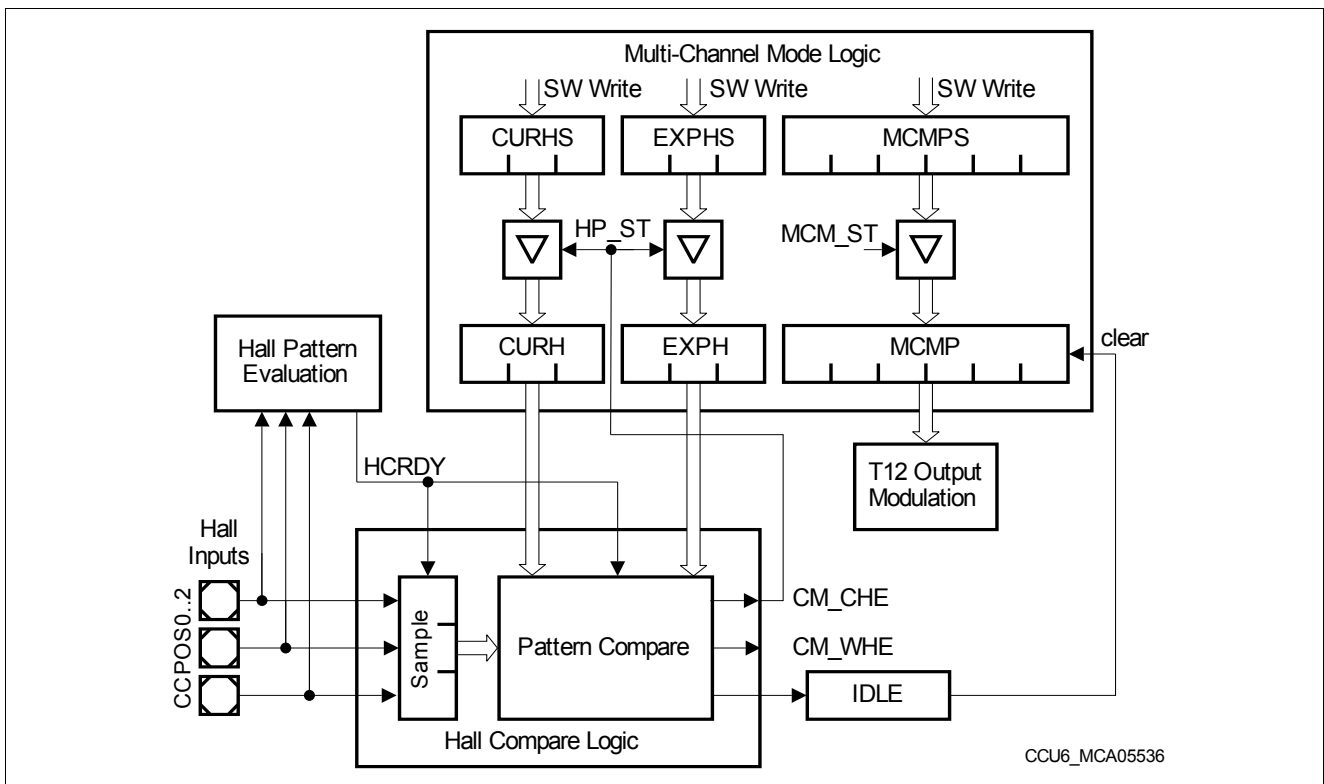 Multi-Channel Mode Logic
SW Write
SW Write
SW Write
CURHS
EXPHS
MCMPS
HP_ST
MCM_ST
CURH
EXPH
MCMP
clear
Hall Pattern
Evaluation
HCRDY
T12 Output
Modulation
Hall
Inputs
CCPOS0..2
Sample
Pattern Compare
CM_CHE
CM_WHE
IDLE
Hall Compare Logic
CCU6_MCA05536